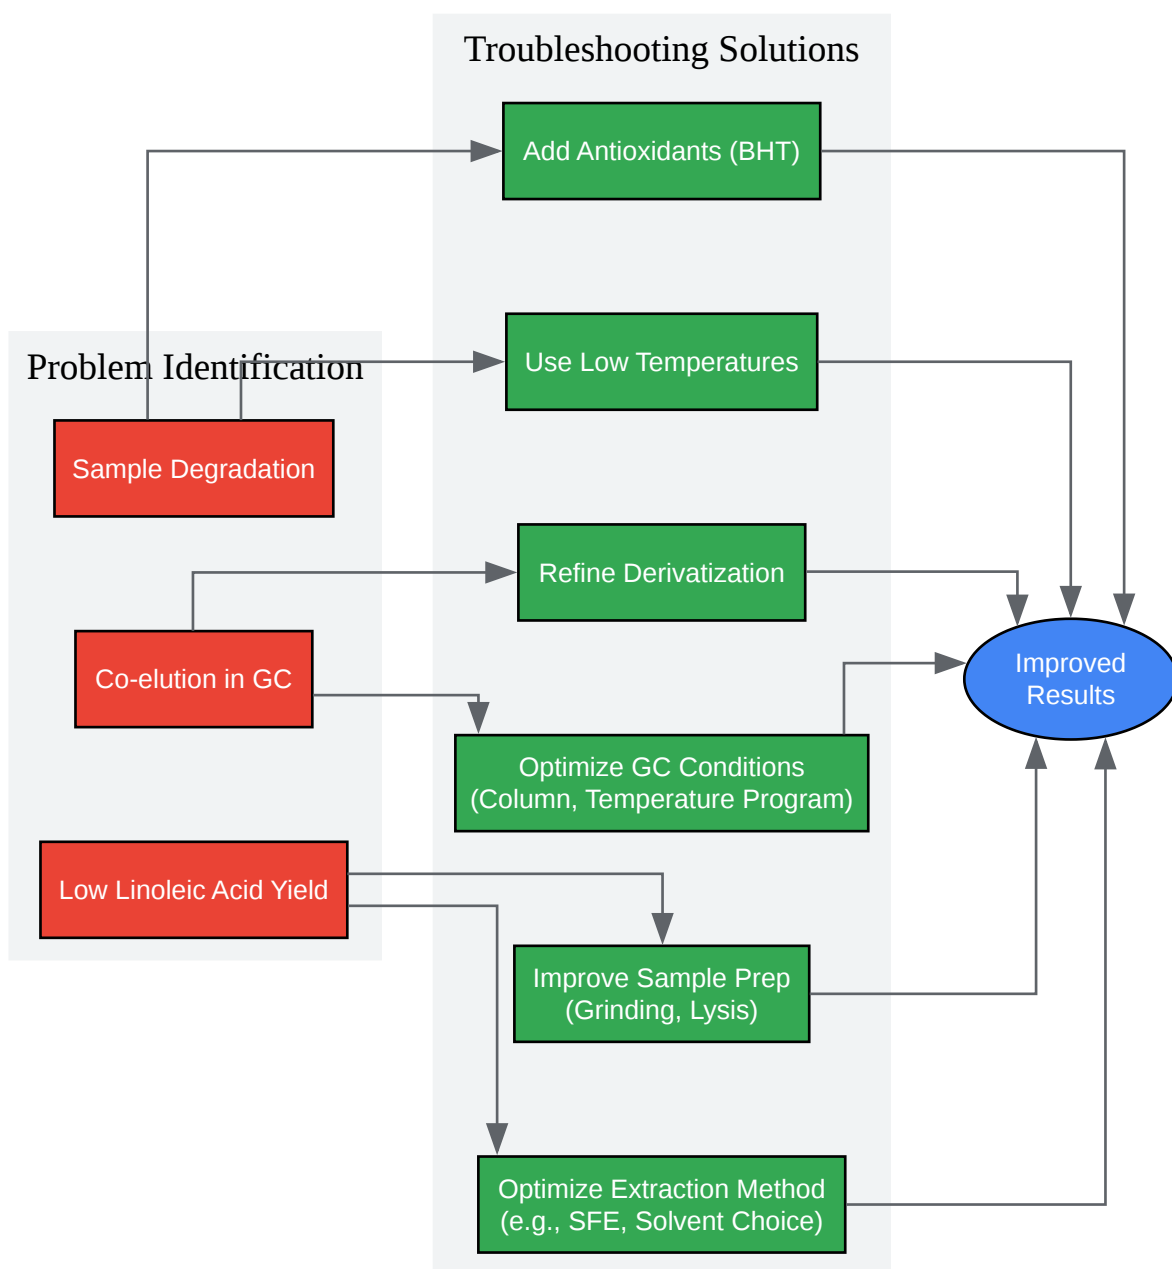 Troubleshooting Solutions
Add Antioxidants (BHT)
Use Low Temperatures
Problem Identification
Sample Degradation
Refine Derivatization
Co-elution in GC
Improved
Results
Optimize GC Conditions
(Column, Temperature Program)
Low Linoleic Acid Yield
Improve Sample Prep
(Grinding, Lysis)
Optimize Extraction Method
(e.g., SFE, Solvent Choice)